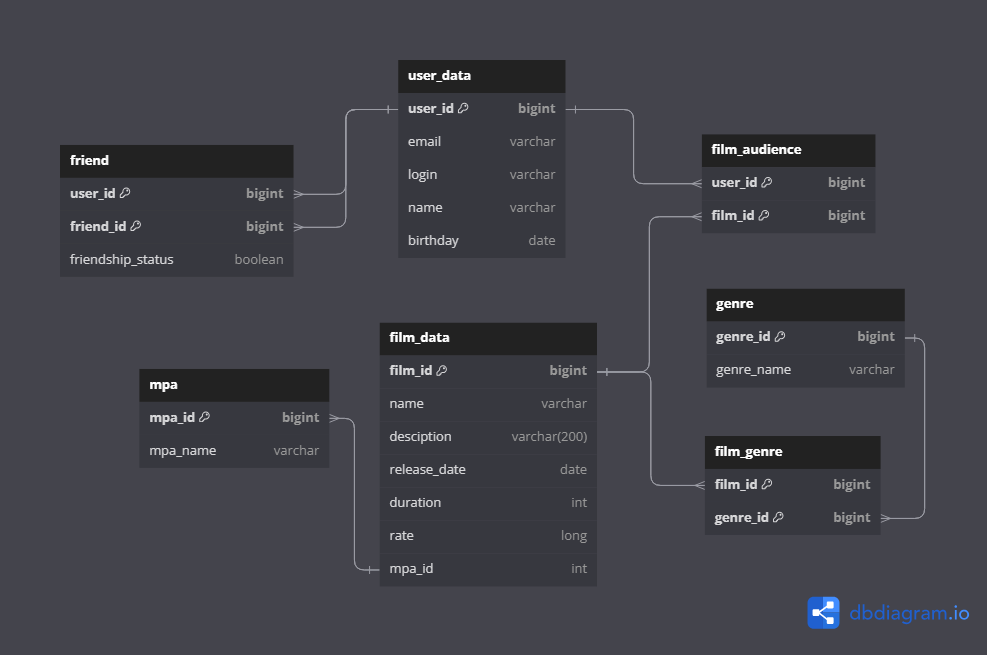 user_data
user_id bigint
email varchar
login varchar
name varchar
birthday date
friend
user_id bigint
friend_id bigint
friendship_status boolean
film_audience
user_id bigint
film_id bigint
genre
genre_id bigint
genre_name varchar
film_data
film_id bigint
name varchar
desciption varchar(200)
release_date date
duration int
rate long
mpa_id int
mpa
mpa_id bigint
mpa_name varchar
film_genre
film_id bigint
genre_id bigint
dbdiagram.io